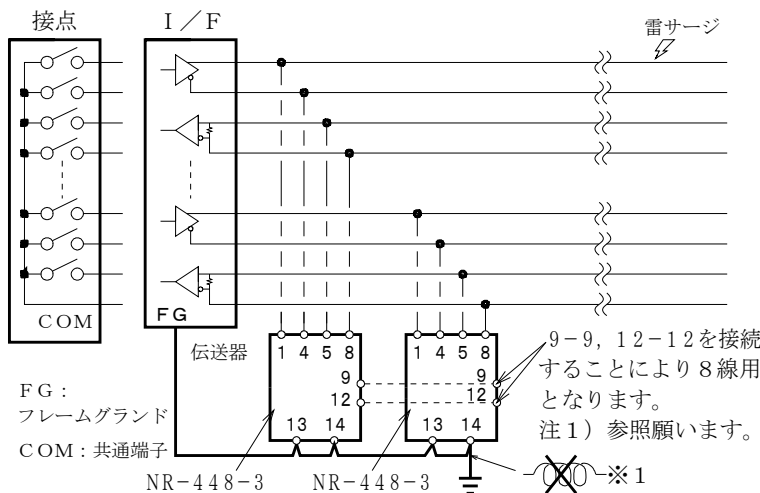 接点
I／F
雷サージ
COM
FG
伝送器
1 4 5 8
1 4 5 8
9
12
9
12
13 14
13 14
9－9，12－12を接続
することにより８線用
となります。
注１）参照願います。
FG：
フレームグランド
COM：共通端子
NR－448－3
NR－448－3
※１